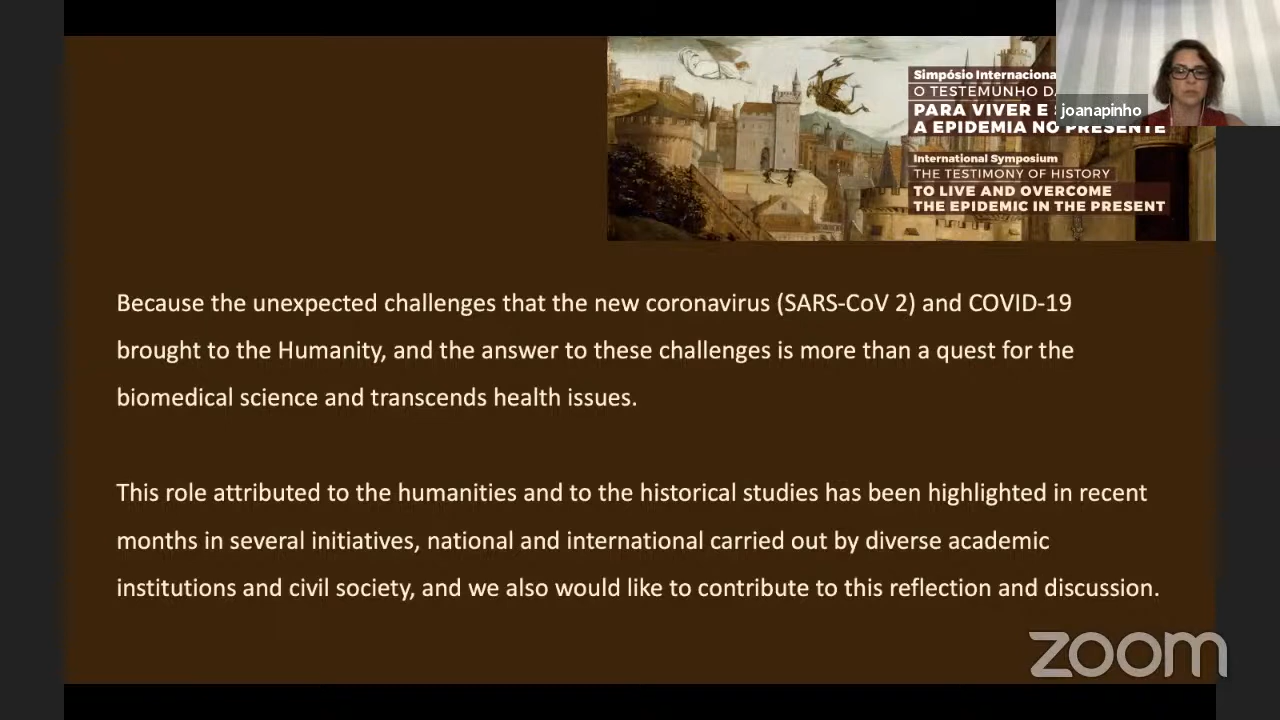 Simpósio Internaciona
O TESTEMUNHO D
PARA VIVER E
A EPIDEMIA NO PRESENTE
joanapinho
International Symposium
THE TESTIMONY OF HISTORY
TO LIVE AND OVERCOME
THE EPIDEMIC IN THE PRESENT
Because the unexpected challenges that the new coronavirus (SARS-CoV 2) and COVID-19
brought to the Humanity, and the answer to these challenges is more than a quest for the
biomedical science and transcends health issues.
This role attributed to the humanities and to the historical studies has been highlighted in recent
months in several initiatives, national and international carried out by diverse academic
institutions and civil society, and we also would like to contribute to this reflection and discussion.
zoom